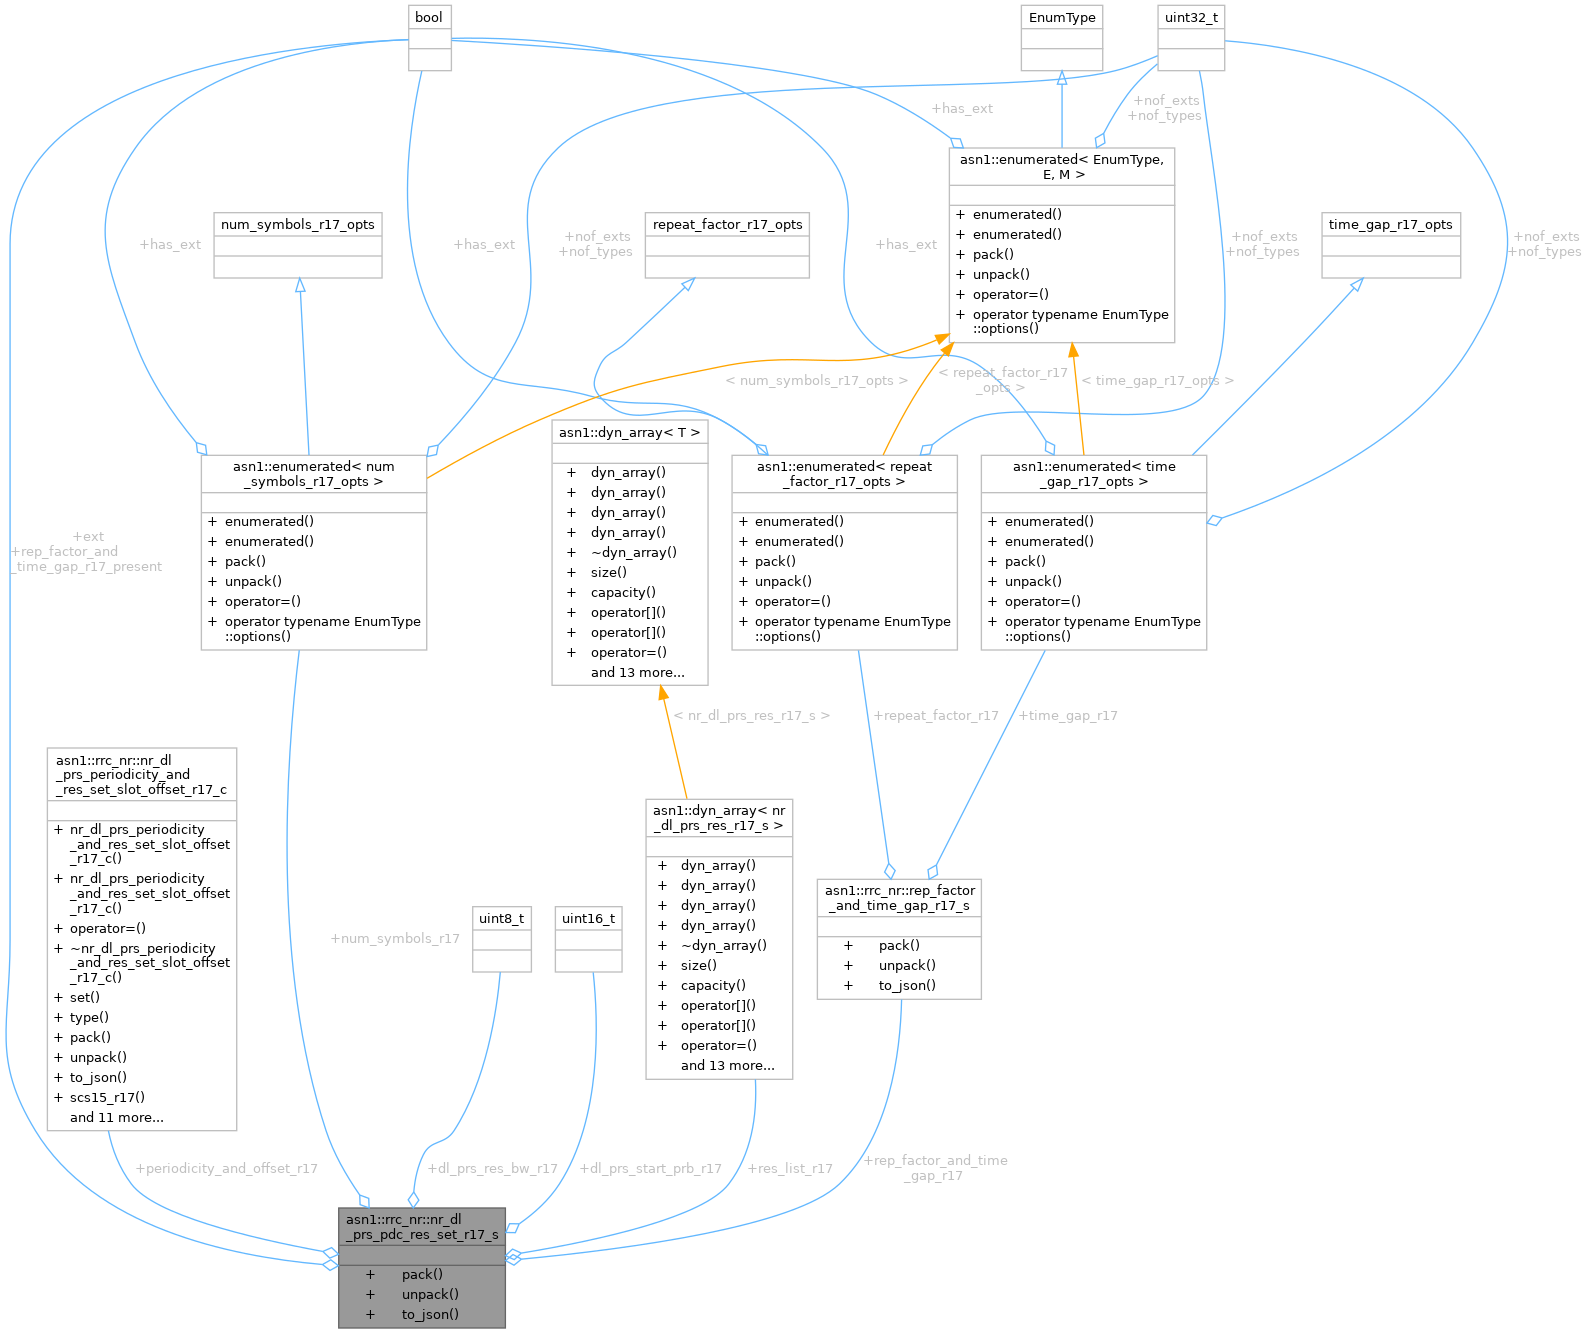 bool
EnumType
uint32_t
+has_ext
+nof_exts
+nof_types
asn1::enumerated< EnumType,
E, M >
+ enumerated()
+ enumerated()
+ pack()
+ unpack()
+ operator=()
+ operator typename EnumType
::options()
num_symbols_r17_opts
repeat_factor_r17_opts
time_gap_r17_opts
+has_ext
+has_ext
+nof_exts
+nof_types
+has_ext
+nof_exts
+nof_types
+nof_exts
+nof_types
< num_symbols_r17_opts >
< repeat_factor_r17
_opts >
< time_gap_r17_opts >
asn1::dyn_array< T >
+ dyn_array()
+ dyn_array()
+ dyn_array()
+ dyn_array()
+ ~dyn_array()
+ size()
+ capacity()
+ operator[]()
+ operator[]()
+ operator=()
and 13 more...
asn1::enumerated< num
_symbols_r17_opts >
+ enumerated()
+ enumerated()
+ pack()
+ unpack()
+ operator=()
+ operator typename EnumType
::options()
asn1::enumerated< repeat
_factor_r17_opts >
+ enumerated()
+ enumerated()
+ pack()
+ unpack()
+ operator=()
+ operator typename EnumType
::options()
asn1::enumerated< time
_gap_r17_opts >
+ enumerated()
+ enumerated()
+ pack()
+ unpack()
+ operator=()
+ operator typename EnumType
::options()
+ext
+rep_factor_and
_time_gap_r17_present
< nr_dl_prs_res_r17_s >
+repeat_factor_r17
+time_gap_r17
asn1::rrc_nr::nr_dl
_prs_periodicity_and
_res_set_slot_offset_r17_c
+ nr_dl_prs_periodicity
_and_res_set_slot_offset
_r17_c()
+ nr_dl_prs_periodicity
_and_res_set_slot_offset
_r17_c()
+ operator=()
+ ~nr_dl_prs_periodicity
_and_res_set_slot_offset
_r17_c()
+ set()
+ type()
+ pack()
+ unpack()
+ to_json()
+ scs15_r17()
and 11 more...
+num_symbols_r17
uint8_t
uint16_t
asn1::dyn_array< nr
_dl_prs_res_r17_s >
+ dyn_array()
+ dyn_array()
+ dyn_array()
+ dyn_array()
+ ~dyn_array()
+ size()
+ capacity()
+ operator[]()
+ operator[]()
+ operator=()
and 13 more...
asn1::rrc_nr::rep_factor
_and_time_gap_r17_s
+ pack()
+ unpack()
+ to_json()
+periodicity_and_offset_r17
+dl_prs_res_bw_r17
+dl_prs_start_prb_r17
+res_list_r17
+rep_factor_and_time
_gap_r17
asn1::rrc_nr::nr_dl
_prs_pdc_res_set_r17_s
+ pack()
+ unpack()
+ to_json()